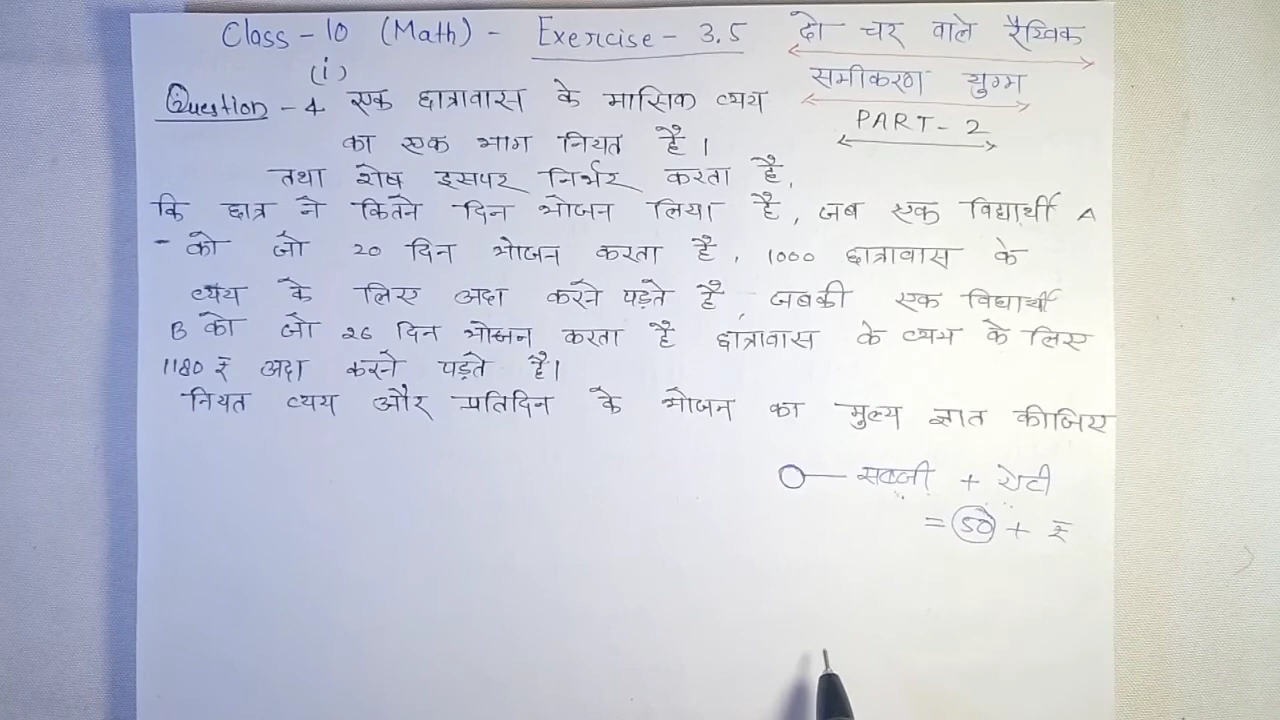 Class - 10 (Math) - Exercise - 3.5 दो चर वाले रैखिक
समीकरण युग्म
PART - 2
(i)
Question - 4 एक छात्रावास के मासिक व्यय
का एक भाग नियत है।
तथा शेष इसपर निर्भर करता है,
कि छात्र ने कितने दिन भोजन लिया है, जब एक विद्यार्थी A
- को जो 20 दिन भोजन करता है, 1000 छात्रावास के
व्यय के लिए अदा करने पड़ते है, जबकी एक विद्यार्थी
B को जो 26 दिन भोजन करता है छात्रावास के व्यय के लिए
1180 ₹ अदा करने पड़ते है।
नियत व्यय और प्रतिदिन के भोजन का मुल्य ज्ञात कीजिए
सब्जी + रोटी
= 50 + ₹